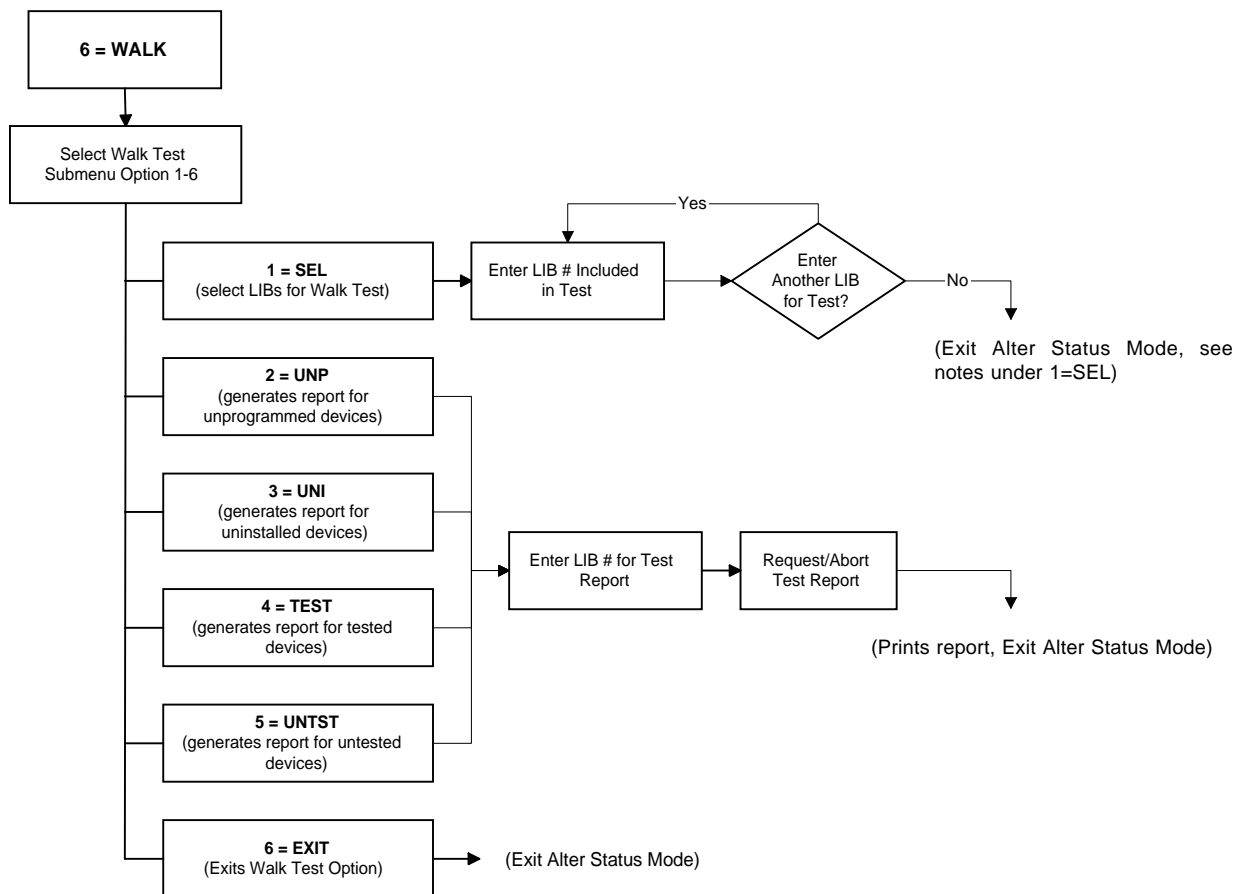 6 = WALK
Select Walk Test
Submenu Option 1-6
Yes
1 = SEL
(select LIBs for Walk Test)
Enter LIB # Included
in Test
Enter
Another LIB
for Test?
No
(Exit Alter Status Mode, see
notes under 1=SEL)
2 = UNP
(generates report for
unprogrammed devices)
3 = UNI
(generates report for
uninstalled devices)
Enter LIB # for Test
Report
Request/Abort
Test Report
4 = TEST
(generates report for tested
devices)
(Prints report, Exit Alter Status Mode)
5 = UNTST
(generates report for untested
devices)
6 = EXIT
(Exits Walk Test Option)
(Exit Alter Status Mode)